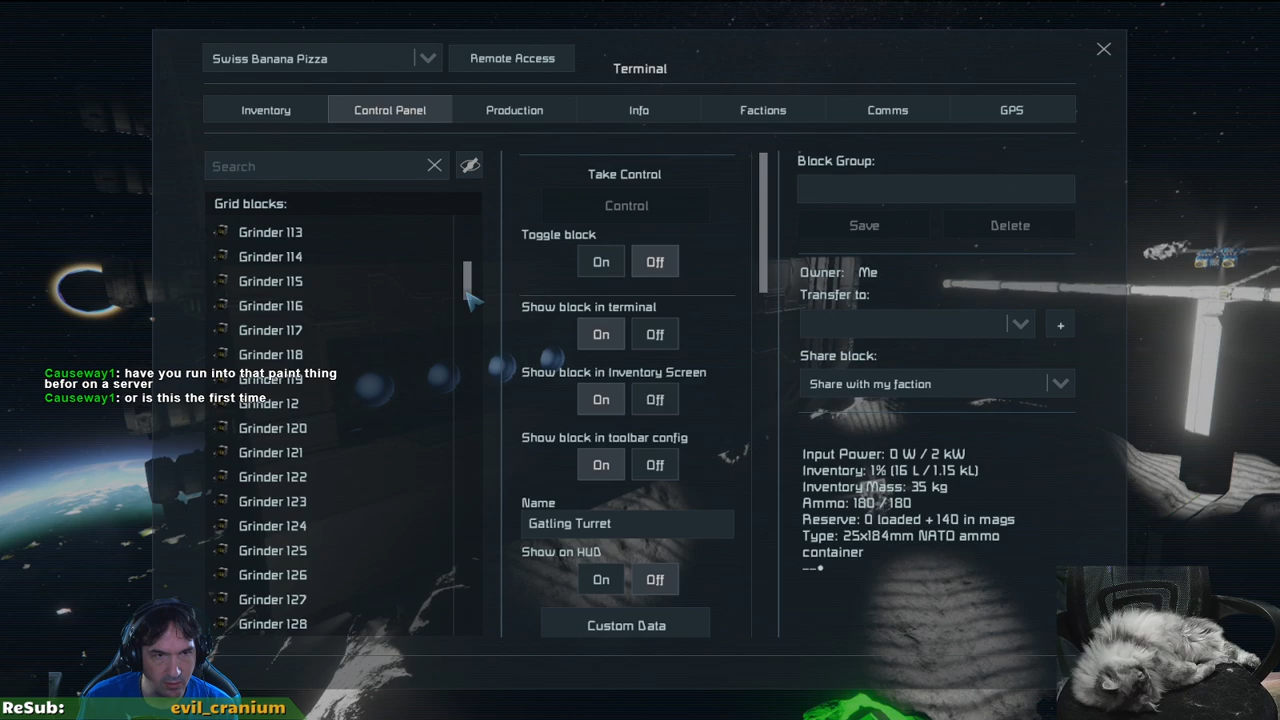 Swiss Banana Pizza
Remote Access
Terminal
Inventory
Control Panel
Production
Info
Factions
Comms
GPS
Search
Grid blocks:
Grinder 113
Grinder 114
Grinder 115
Grinder 116
Grinder 117
Grinder 118
Grinder 119
Grinder 12
Grinder 120
Grinder 121
Grinder 122
Grinder 123
Grinder 124
Grinder 125
Grinder 126
Grinder 127
Grinder 128
Causeway1: have you run into that paint thing
befor on a server
Causeway1: or is this the first time
Take Control
Control
Toggle block
On Off
Show block in terminal
On Off
Show block in Inventory Screen
On Off
Show block in toolbar config
On Off
Name
Gatling Turret
Show on HUD
On Off
Custom Data
Block Group:
Save Delete
Owner: Me
Transfer to:
+
Share block:
Share with my faction
Input Power: 0 W / 2 kW
Inventory: 1% (16 L / 1.15 kL)
Inventory Mass: 35 kg
Ammo: 180 / 180
Reserve: 0 loaded + 140 in mags
Type: 25x184mm NATO ammo
container
ReSub: evil_cranium